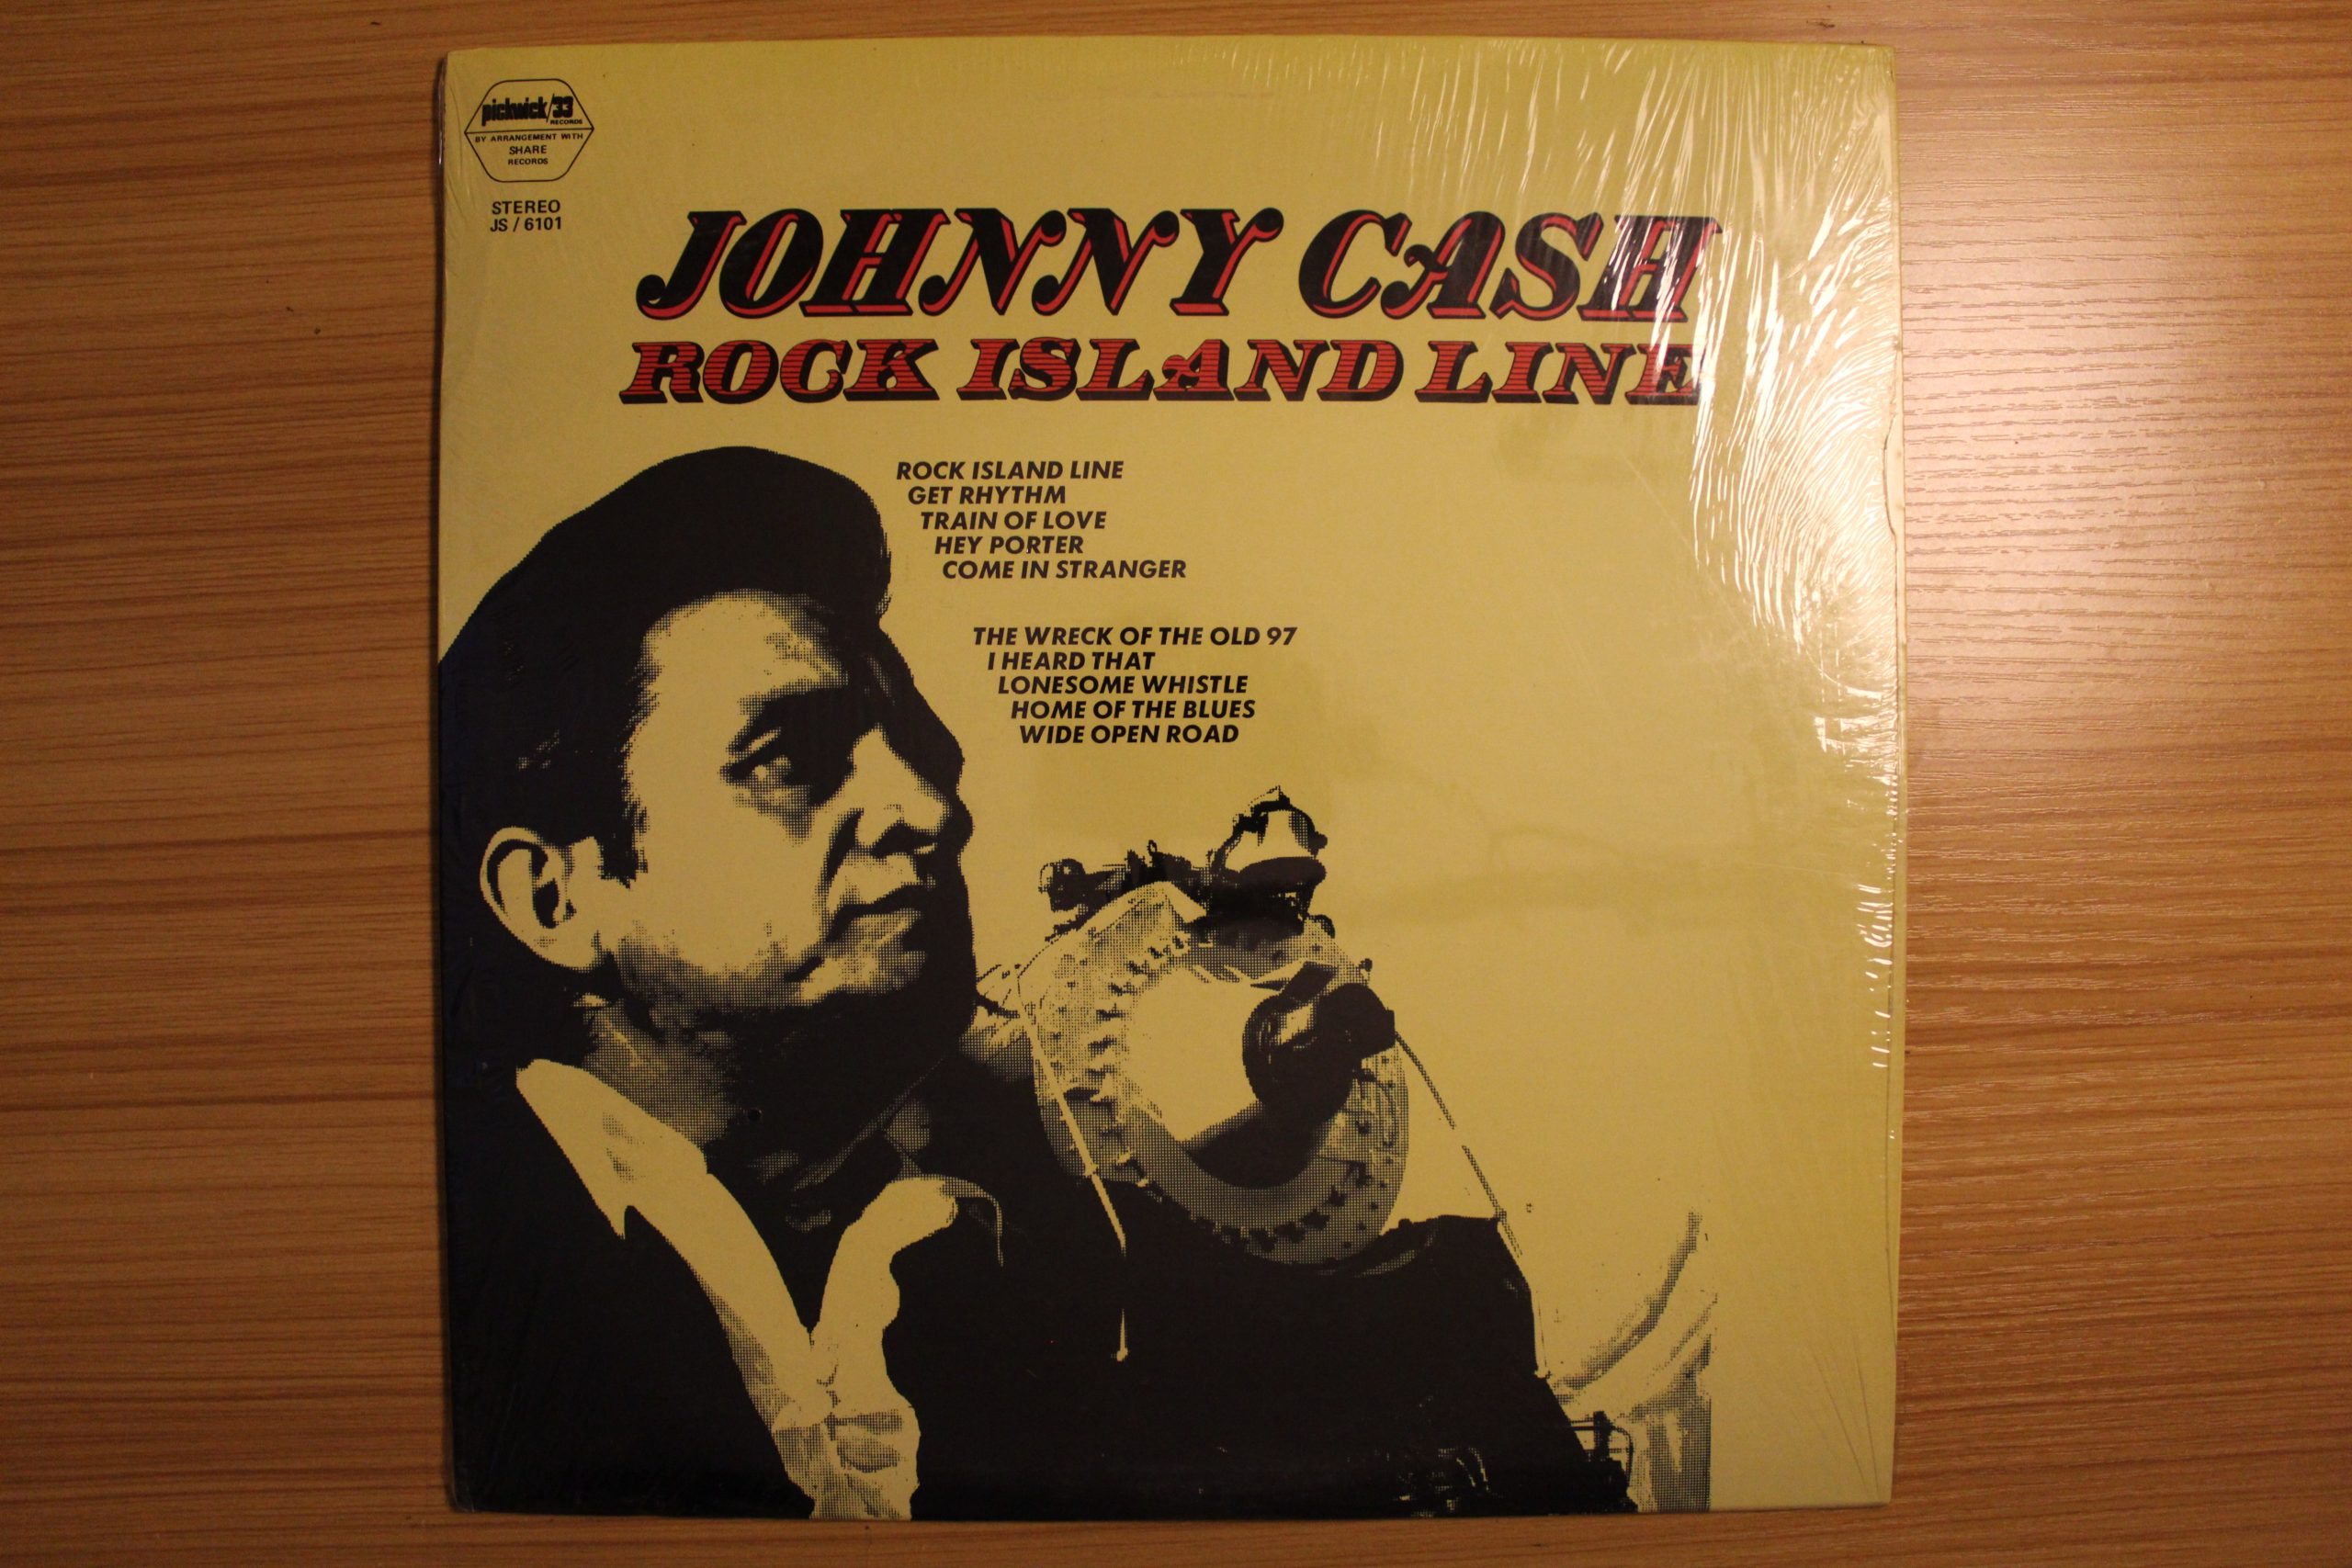 pickwick/33
RECORDS
BY ARRANGEMENT WITH
SHARE
RECORDS
STEREO
JS / 6101
JOHNNY CASH
ROCK ISLAND LINE
ROCK ISLAND LINE
GET RHYTHM
TRAIN OF LOVE
HEY PORTER
COME IN STRANGER
THE WRECK OF THE OLD 97
I HEARD THAT
LONESOME WHISTLE
HOME OF THE BLUES
WIDE OPEN ROAD